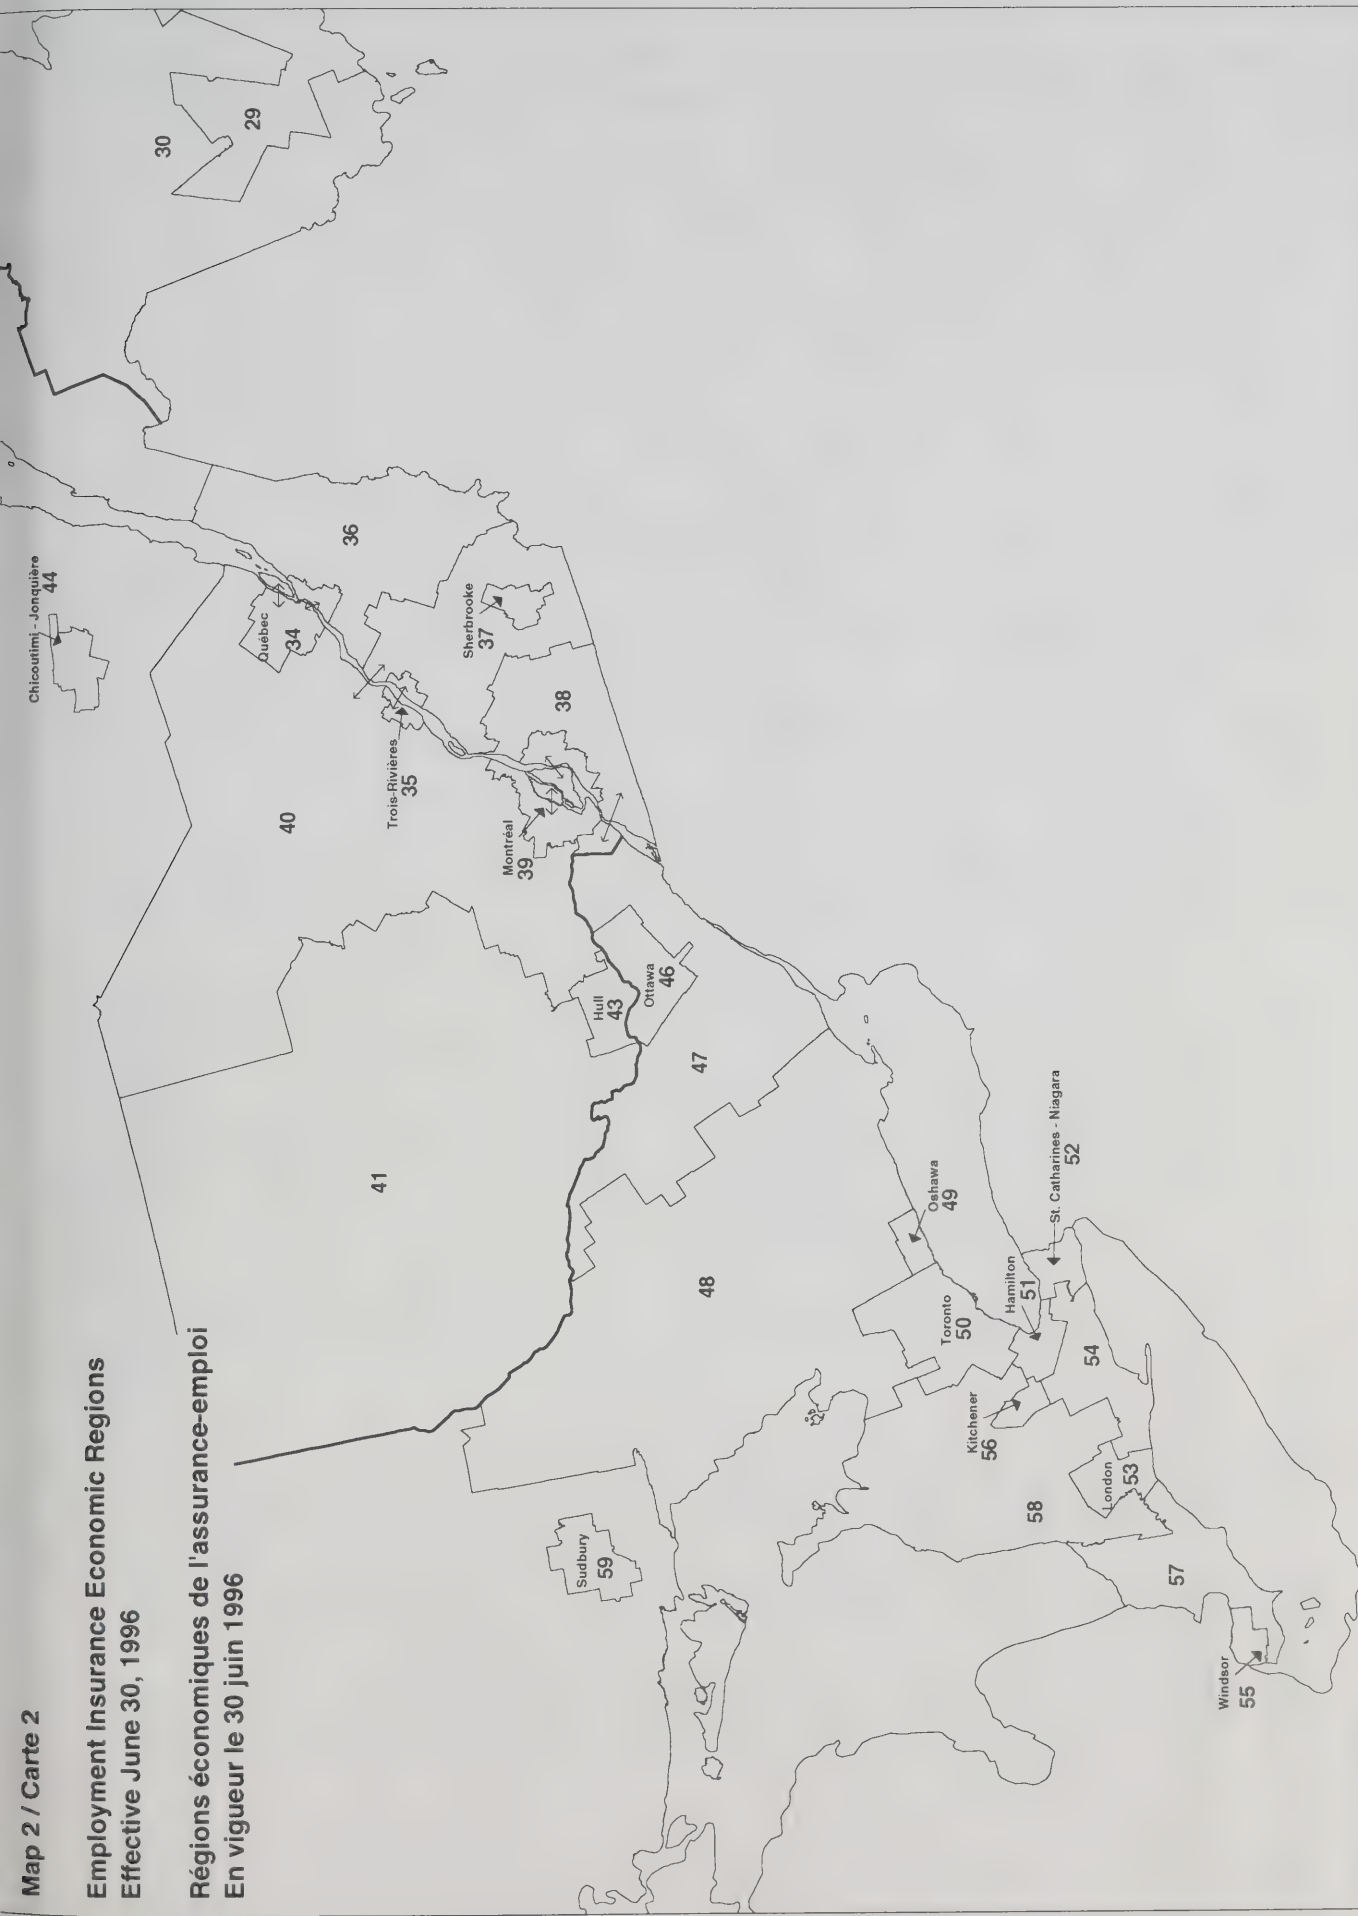 Map 2 / Carte 2
Employment Insurance Economic Regions
Effective June 30, 1996
Régions économiques de l'assurance-emploi
En vigueur le 30 juin 1996
Chicoutimi - Jonquière
44
30
29
36
Québec
34
Sherbrooke
37
38
Trois-Rivières
35
40
Montréal
39
41
Hull
43
Ottawa
46
47
48
Oshawa
49
St. Catharines - Niagara
52
Toronto
50
Hamilton
51
54
Kitchener
56
London
53
58
Sudbury
59
57
Windsor
55